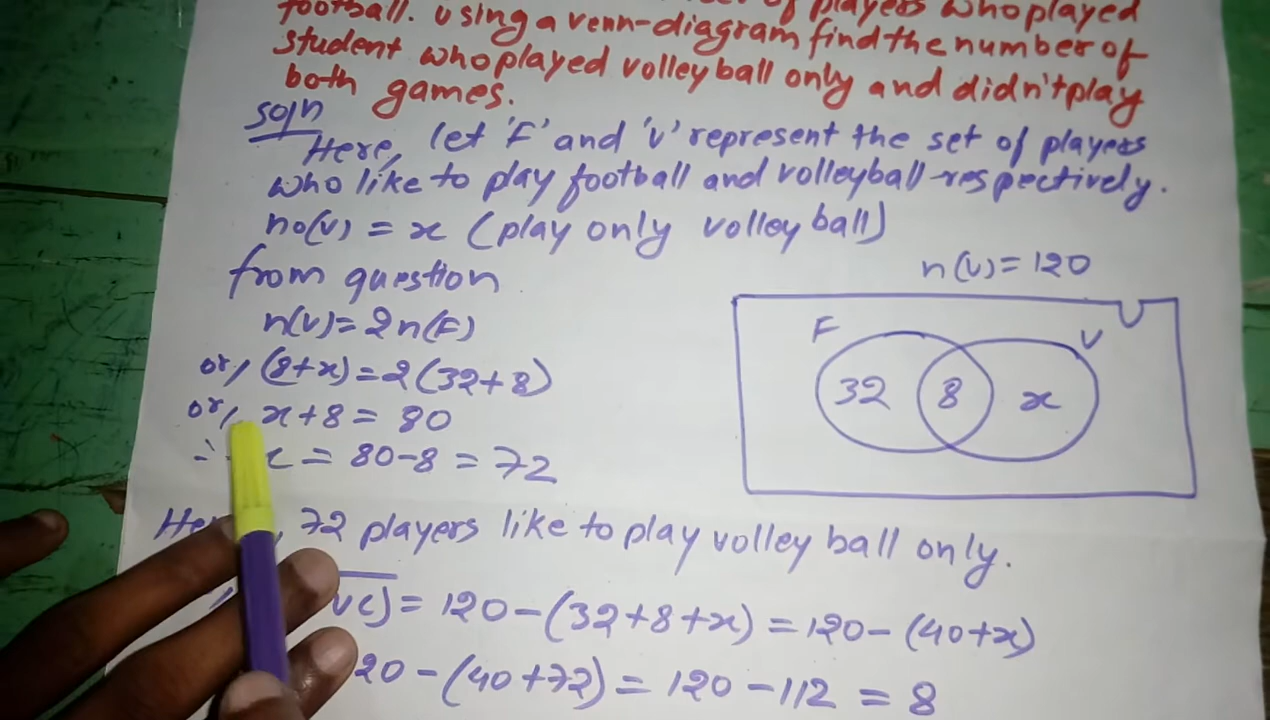 of players who played
football. Using a venn-diagram find the number of
student who played volley ball only and didn't play
both games.
soln
Here, let 'F' and 'V' represent the set of players
who like to play football and volleyball respectively.
no(v) = x (play only volley ball)
from question
n(U) = 120
n(v) = 2n(F)
or, (8+x) = 2(32+8)
or, x+8 = 80
∴ x = 80-8 = 72
F
V
U
32
8
x
72 players like to play volley ball only.
= 120-(32+8+x) = 120-(40+x)
20-(40+72) = 120-112 = 8